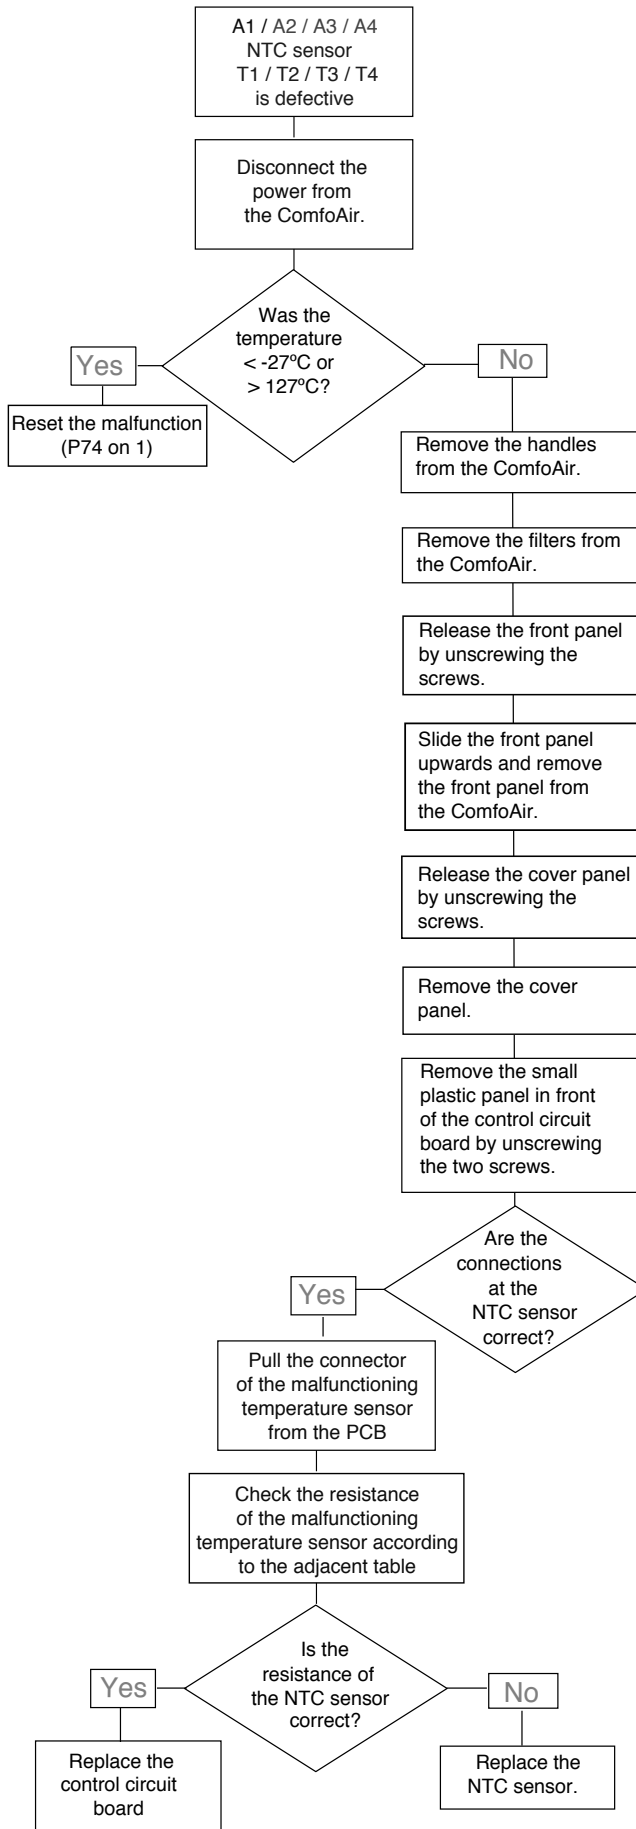 A1 / A2 / A3 / A4
NTC sensor
T1 / T2 / T3 / T4
is defective
Disconnect the
power from
the ComfoAir.
Was the
temperature
< -27ºC or
> 127ºC?
Yes
No
Reset the malfunction
(P74 on 1)
Remove the handles
from the ComfoAir.
Remove the filters from
the ComfoAir.
Release the front panel
by unscrewing the
screws.
Slide the front panel
upwards and remove
the front panel from
the ComfoAir.
Release the cover panel
by unscrewing the
screws.
Remove the cover
panel.
Remove the small
plastic panel in front
of the control circuit
board by unscrewing
the two screws.
Are the
connections
at the
NTC sensor
correct?
Yes
Pull the connector
of the malfunctioning
temperature sensor
from the PCB
Check the resistance
of the malfunctioning
temperature sensor according
to the adjacent table
Is the
resistance of
the NTC sensor
correct?
Yes
No
Replace the
control circuit
board
Replace the
NTC sensor.